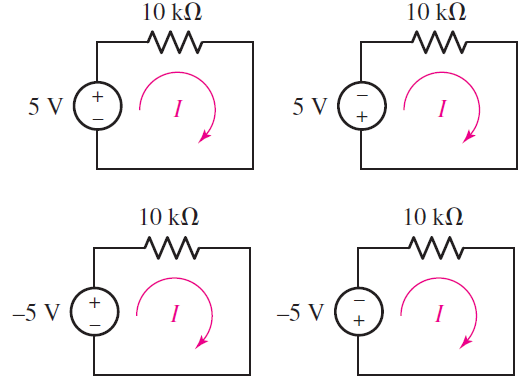 10 kΩ 10 kΩ
5 V + − I 5 V − + I
10 kΩ 10 kΩ
–5 V + − I –5 V − + I